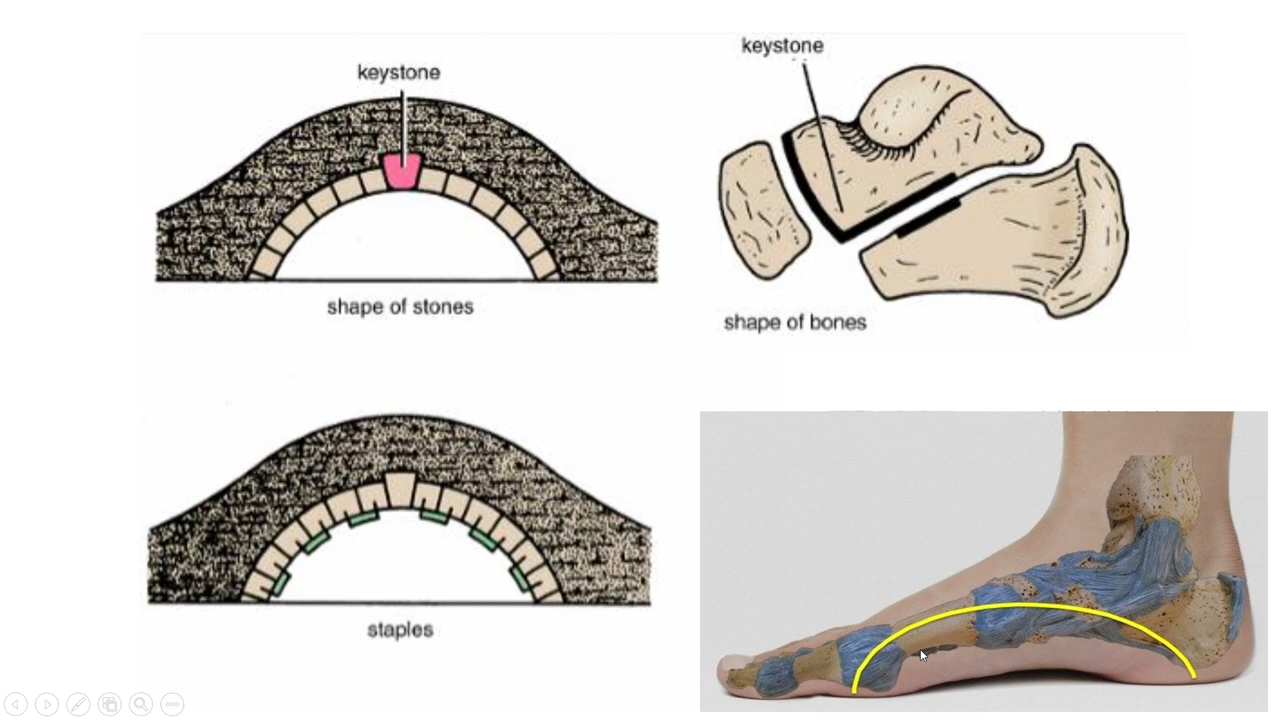 keystone
keystone
shape of stones
shape of bones
staples